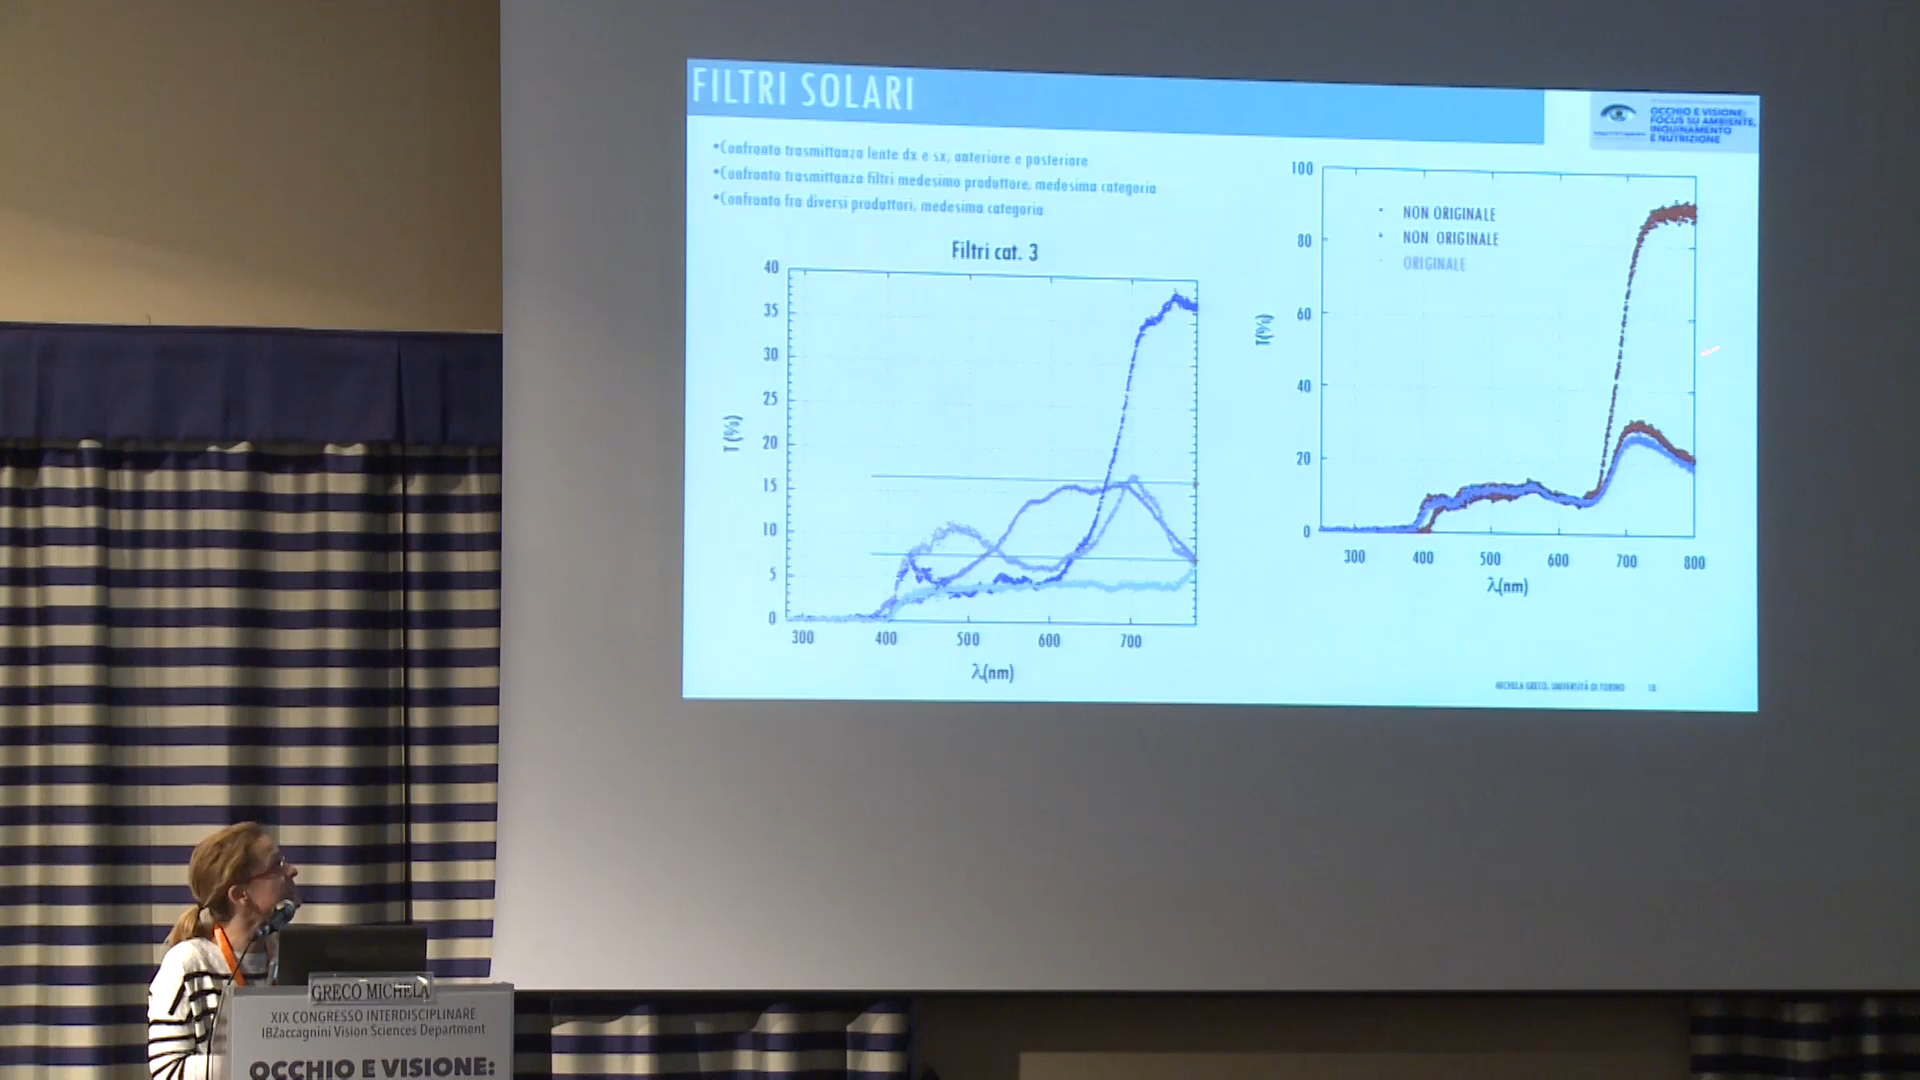 FILTRI SOLARI
OCCHIO E VISIONE:
FOCUS SU AMBIENTE,
INQUINAMENTO
E NUTRIZIONE
•Confronto trasmittanza lente dx e sx, anteriore e posteriore
•Confronto trasmittanza filtri medesimo produttore, medesima categoria
•Confronto fra diversi produttori, medesima categoria
Filtri cat. 3
40
35
30
25
20
15
10
5
0
T (%)
300 400 500 600 700
λ(nm)
100
80
60
40
20
0
T(%)
NON ORIGINALE
NON ORIGINALE
ORIGINALE
300 400 500 600 700 800
λ(nm)
MICHELA GRECO, UNIVERSITÀ DI TORINO
GRECO MICHELA
XIX CONGRESSO INTERDISCIPLINARE
IBZaccagnini Vision Sciences Department
OCCHIO E VISIONE: